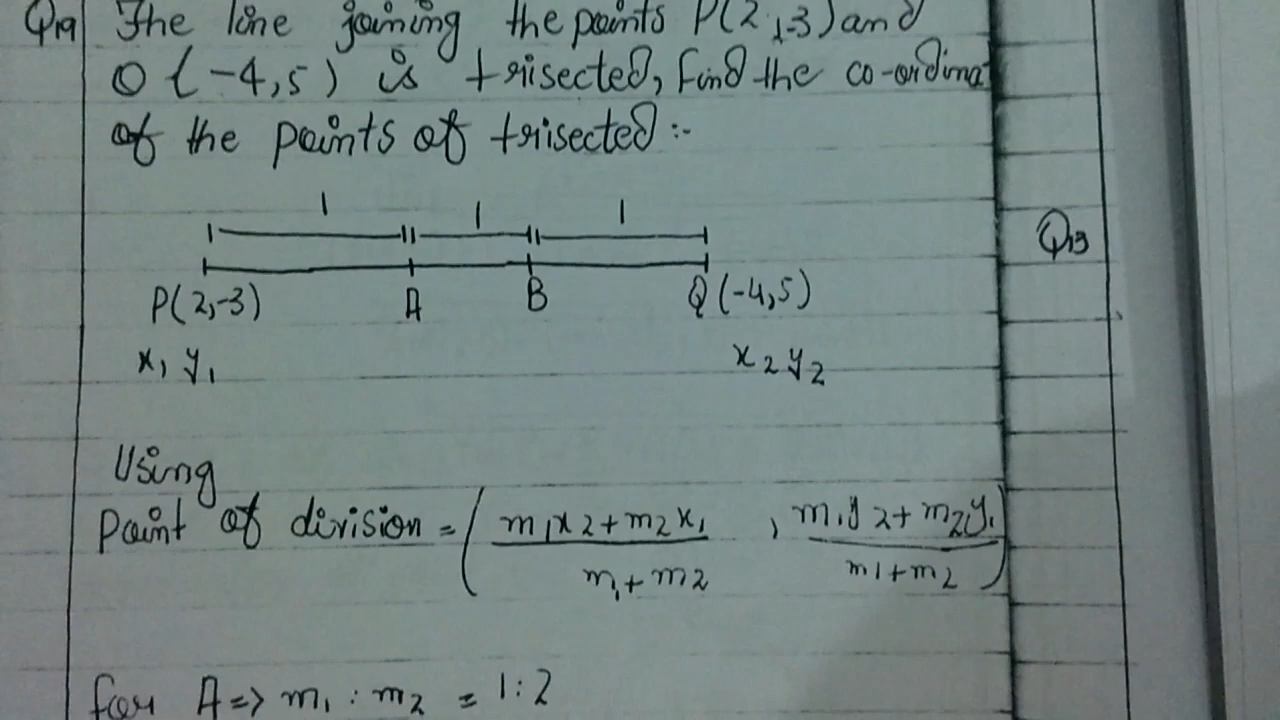 Q19 The line joining the points P(2,-3) and
Q(-4,5) is trisected, Find the co-ordina
of the points of trisected :-
1 1 1
P(2,-3) A B Q(-4,5)
x1 y1 x2 y2
Q19
Using
Point of division = ( m1x2+m2x1 / m1+m2 , m1y2+m2y1 / m1+m2 )
for A => m1 : m2 = 1:2